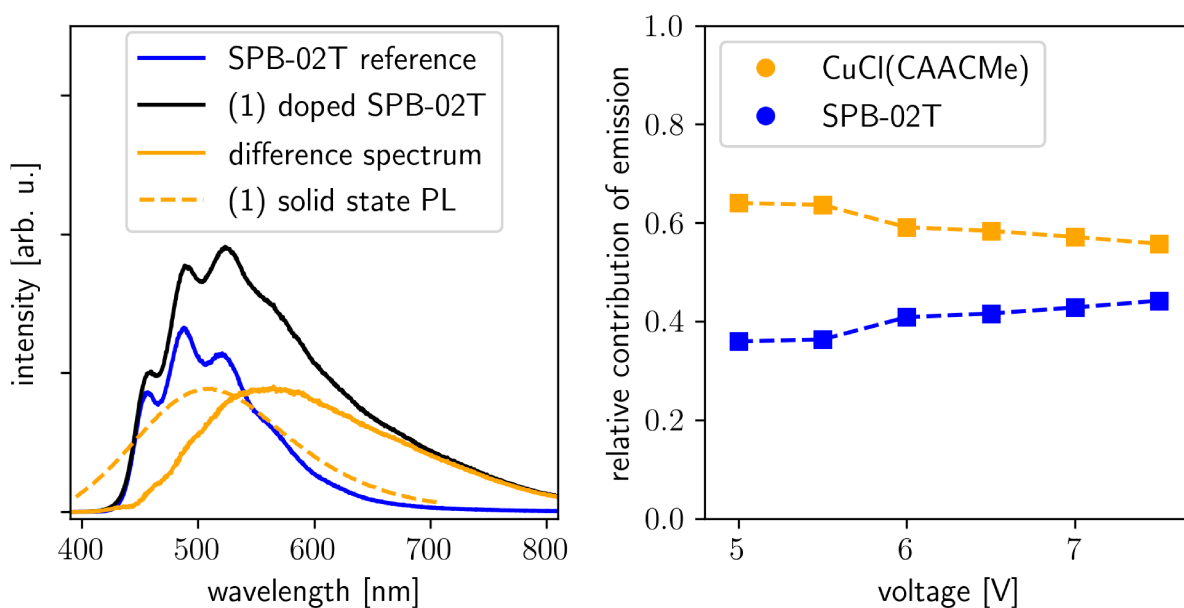 SPB-02T reference
(1) doped SPB-02T
difference spectrum
(1) solid state PL
intensity [arb. u.]
400 500 600 700 800
wavelength [nm]
CuCl(CAACMe)
SPB-02T
relative contribution of emission
1.0
0.8
0.6
0.4
0.2
0.0
5 6 7
voltage [V]